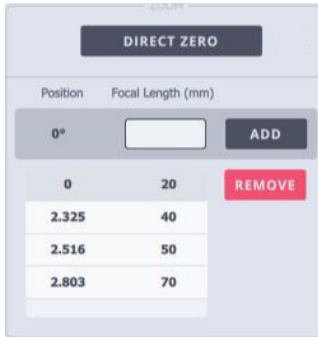 ZOOM
DIRECT ZERO
Position Focal Length (mm)
0° ADD
0 20 REMOVE
2.325 40
2.516 50
2.803 70